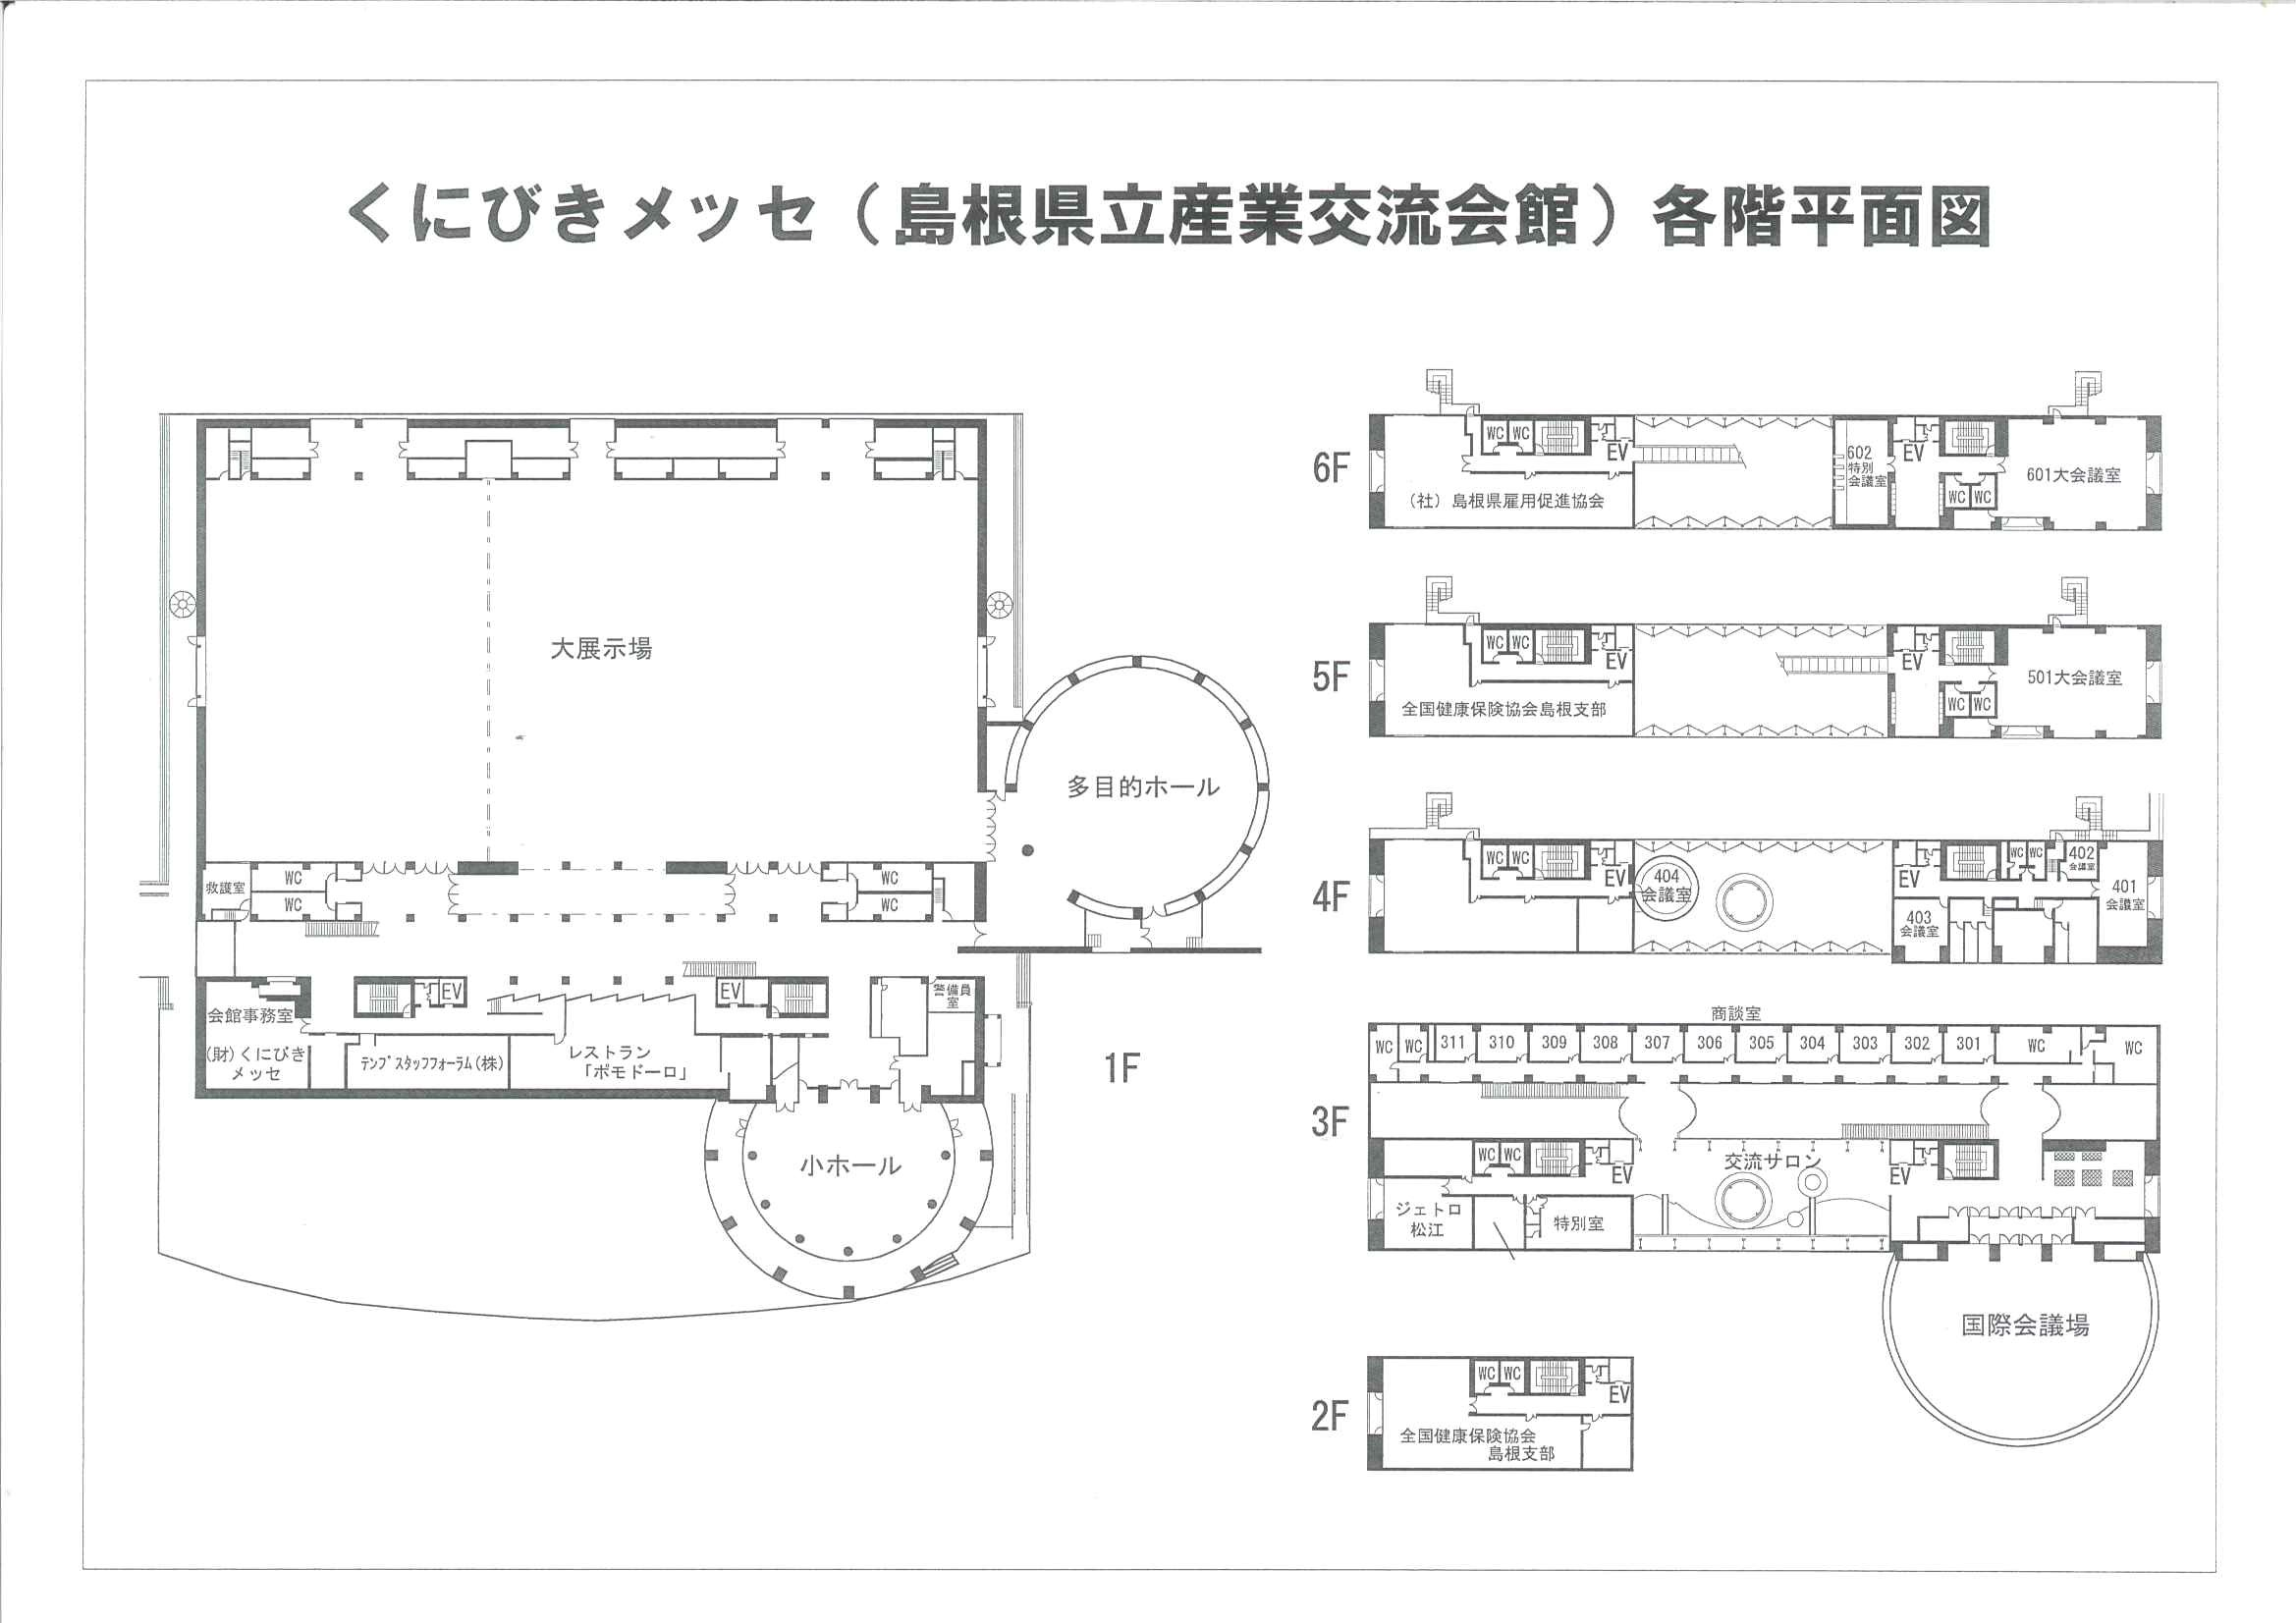 くにびきメッセ（島根県立産業交流会館）各階平面図
大展示場
多目的ホール
救護室
WC
WC
WC
WC
EV
EV
会館事務室
(財)くにびき
メッセ
ﾃﾝﾌﾟｽﾀｯﾌﾌｫｰﾗﾑ(株)
レストラン
「ポモドーロ」
警備員
室
小ホール
1F
6F
WC WC
EV
(社) 島根県雇用促進協会
602
特別
会議室
EV
WC WC
601大会議室
5F
WC WC
EV
全国健康保険協会島根支部
EV
WC WC
501大会議室
4F
WC WC
EV
404
会議室
EV
WC WC
402
会議室
401
会議室
403
会議室
商談室
3F
WC WC 311 310 309 308 307 306 305 304 303 302 301 WC WC
WC WC
EV
交流サロン
EV
ジェトロ
松江
特別室
国際会議場
2F
WC WC
EV
全国健康保険協会
島根支部